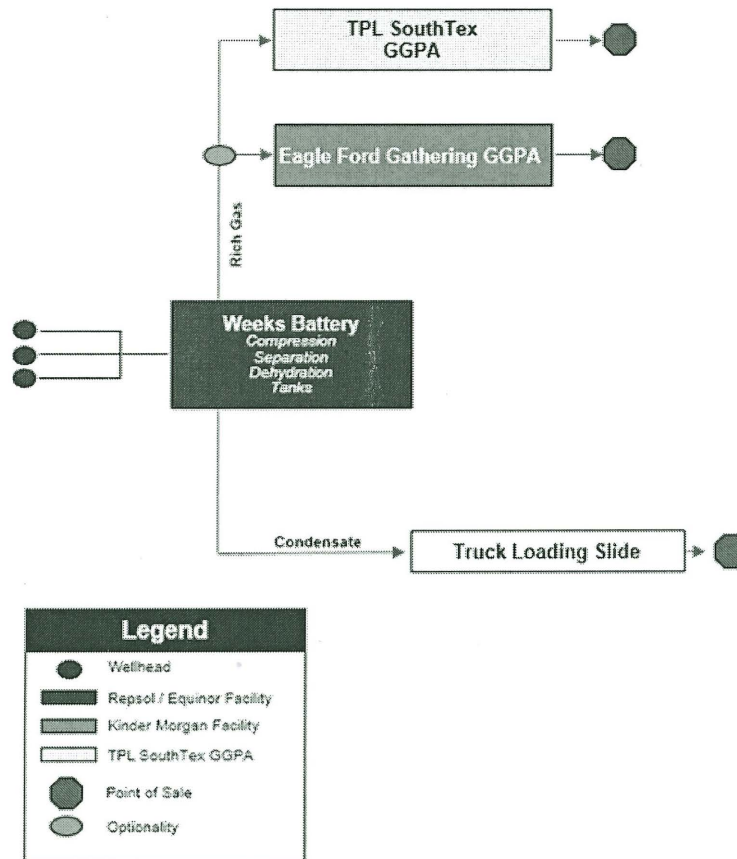 TPL SouthTex
GGPA
Eagle Ford Gathering GGPA
Rich Gas
Weeks Battery
Compression
Separation
Dehydration
Tanks
Condensate
Truck Loading Slide
Legend
Wellhead
Repsol / Equinor Facility
Kinder Morgan Facility
TPL SouthTex GGPA
Point of Sale
Optionality